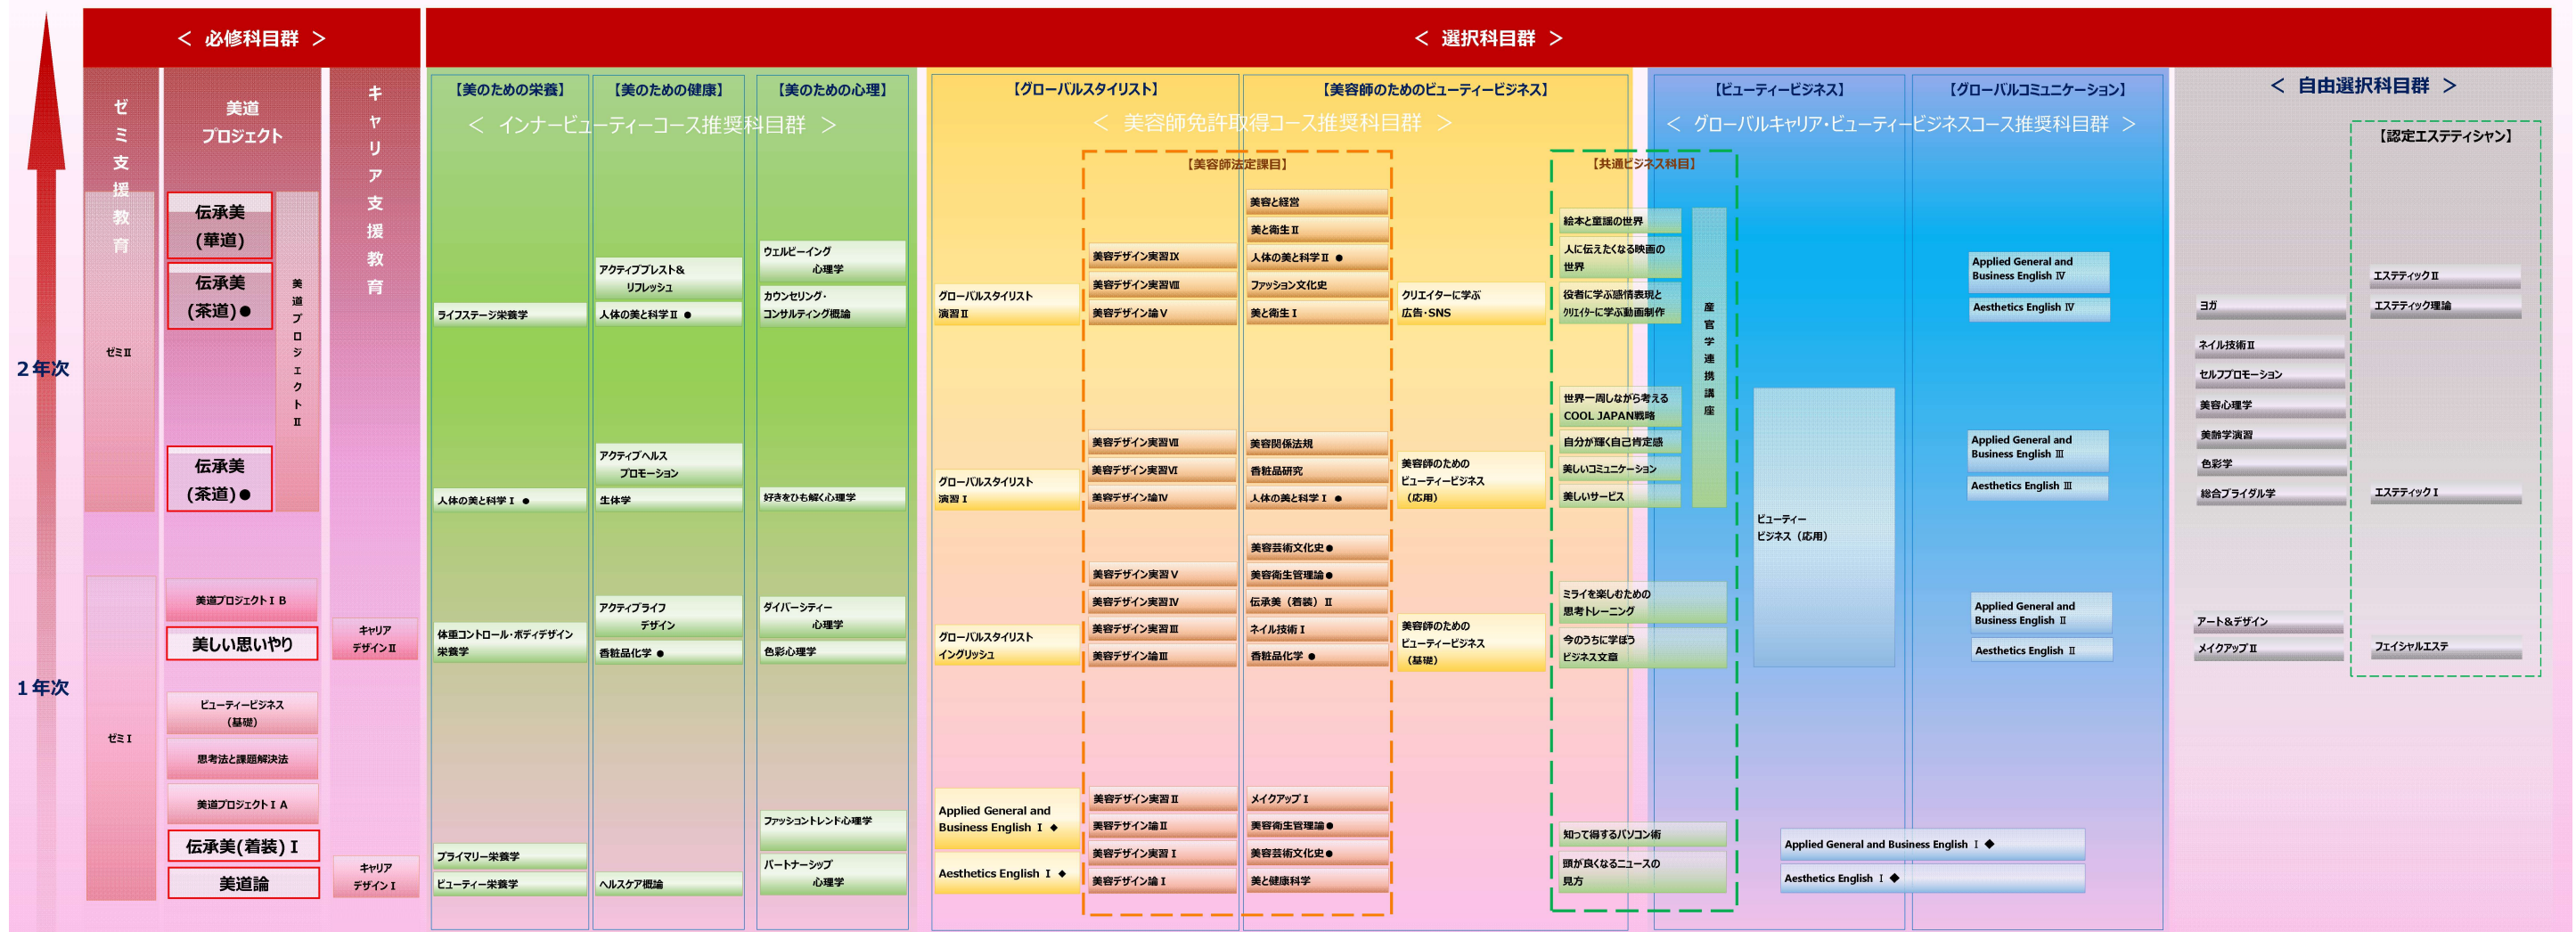 ＜ 必修科目群 ＞
＜ 選択科目群 ＞
２年次
１年次
ゼミ支援教育
ゼミⅡ
ゼミⅠ
美道
プロジェクト
伝承美
(華道)
伝承美
(茶道)●
美道プロジェクトⅡ
伝承美
(茶道)●
美道プロジェクトⅠＢ
美しい思いやり
ビューティービジネス
（基礎）
思考法と課題解決法
美道プロジェクトⅠＡ
伝承美(着装)Ⅰ
美道論
キャリア支援教育
キャリア
デザインⅡ
キャリア
デザインⅠ
＜ インナービューティーコース推奨科目群 ＞
【美のための栄養】
ライフステージ栄養学
人体の美と科学Ⅰ ●
体重コントロール・ボディデザイン
栄養学
プライマリー栄養学
ビューティー栄養学
【美のための健康】
アクティブブレスト＆
リフレッシュ
人体の美と科学Ⅱ ●
アクティブヘルス
プロモーション
生体学
アクティブライフ
デザイン
香粧品化学 ●
ヘルスケア概論
【美のための心理】
ウェルビーイング
心理学
カウンセリング・
コンサルティング概論
好きをひも解く心理学
ダイバーシティー
心理学
色彩心理学
ファッショントレンド心理学
パートナーシップ
心理学
＜ 美容師免許取得コース推奨科目群 ＞
【グローバルスタイリスト】
グローバルスタイリスト
演習Ⅱ
グローバルスタイリスト
演習Ⅰ
グローバルスタイリスト
イングリッシュ
Applied General and
Business English Ⅰ ◆
Aesthetics English Ⅰ ◆
【美容師法定課目】
美容デザイン実習Ⅸ
美容デザイン実習Ⅷ
美容デザイン論Ⅴ
美容デザイン実習Ⅶ
美容デザイン実習Ⅵ
美容デザイン論Ⅳ
美容デザイン実習Ⅴ
美容デザイン実習Ⅳ
美容デザイン実習Ⅲ
美容デザイン論Ⅲ
美容デザイン実習Ⅱ
美容デザイン論Ⅱ
美容デザイン実習Ⅰ
美容デザイン論Ⅰ
【美容師のためのビューティービジネス】
美容と経営
美と衛生Ⅱ
人体の美と科学Ⅱ ●
ファッション文化史
美と衛生Ⅰ
美容関係法規
香粧品研究
人体の美と科学Ⅰ ●
美容芸術文化史●
美容衛生管理論●
伝承美（着装）Ⅱ
ネイル技術Ⅰ
香粧品化学 ●
メイクアップⅠ
美容衛生管理論●
美容芸術文化史●
美と健康科学
クリエイターに学ぶ
広告・SNS
美容師のための
ビューティービジネス
（応用）
美容師のための
ビューティービジネス
（基礎）
【共通ビジネス科目】
絵本と童謡の世界
人に伝えたくなる映画の
世界
役者に学ぶ感情表現と
クリエイターに学ぶ動画制作
世界一周しながら考える
COOL JAPAN戦略
自分が輝く自己肯定感
美しいコミュニケーション
美しいサービス
産官学連携講座
ミライを楽しむための
思考トレーニング
今のうちに学ぼう
ビジネス文章
知って得するパソコン術
頭が良くなるニュースの
見方
＜ グローバルキャリア・ビューティービジネスコース推奨科目群 ＞
【ビューティービジネス】
ビューティー
ビジネス（応用）
【グローバルコミュニケーション】
Applied General and
Business English Ⅳ
Aesthetics English Ⅳ
Applied General and
Business English Ⅲ
Aesthetics English Ⅲ
Applied General and
Business English Ⅱ
Aesthetics English Ⅱ
Applied General and Business English Ⅰ ◆
Aesthetics English Ⅰ ◆
＜ 自由選択科目群 ＞
ヨガ
ネイル技術Ⅱ
セルフプロモーション
美容心理学
美齢学演習
色彩学
総合ブライダル学
アート＆デザイン
メイクアップⅡ
【認定エステティシャン】
エステティックⅡ
エステティック理論
エステティックⅠ
フェイシャルエステ